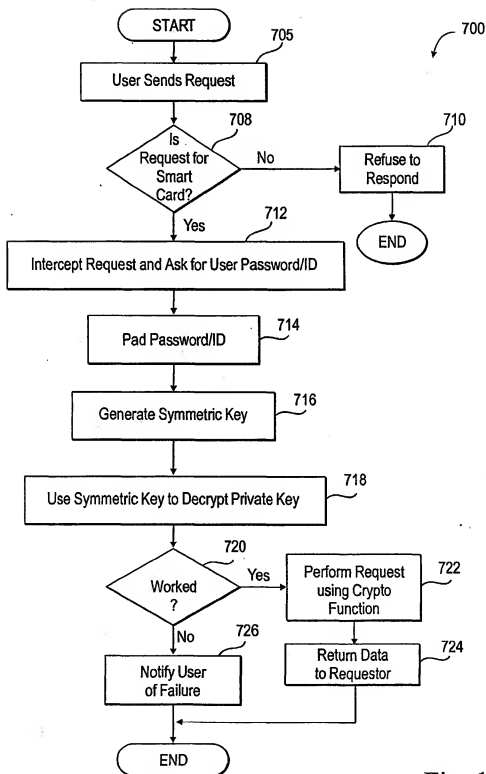 START
705
700
User Sends Request
708
710
Is
Request for
Smart
Card?
No
Refuse to
Respond
Yes
END
712
Intercept Request and Ask for User Password/ID
714
Pad Password/ID
716
Generate Symmetric Key
718
Use Symmetric Key to Decrypt Private Key
720
Worked
?
Yes
722
Perform Request
using Crypto
Function
No
726
724
Notify User
of Failure
Return Data
to Requestor
END